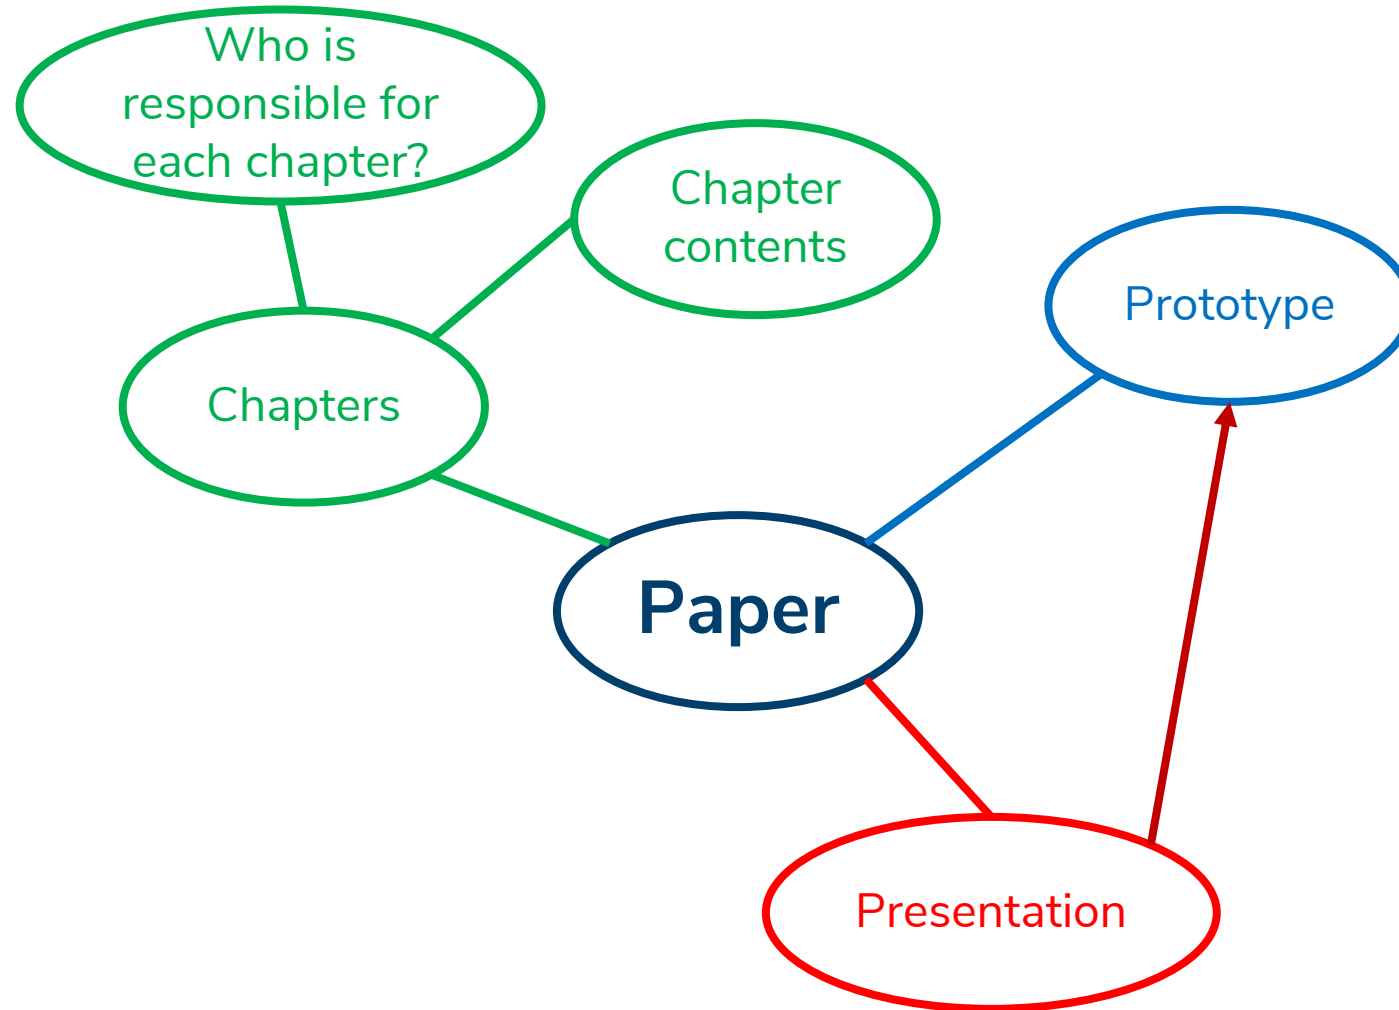 Who is
responsible for
each chapter?
Chapter
contents
Prototype
Chapters
Paper
Presentation